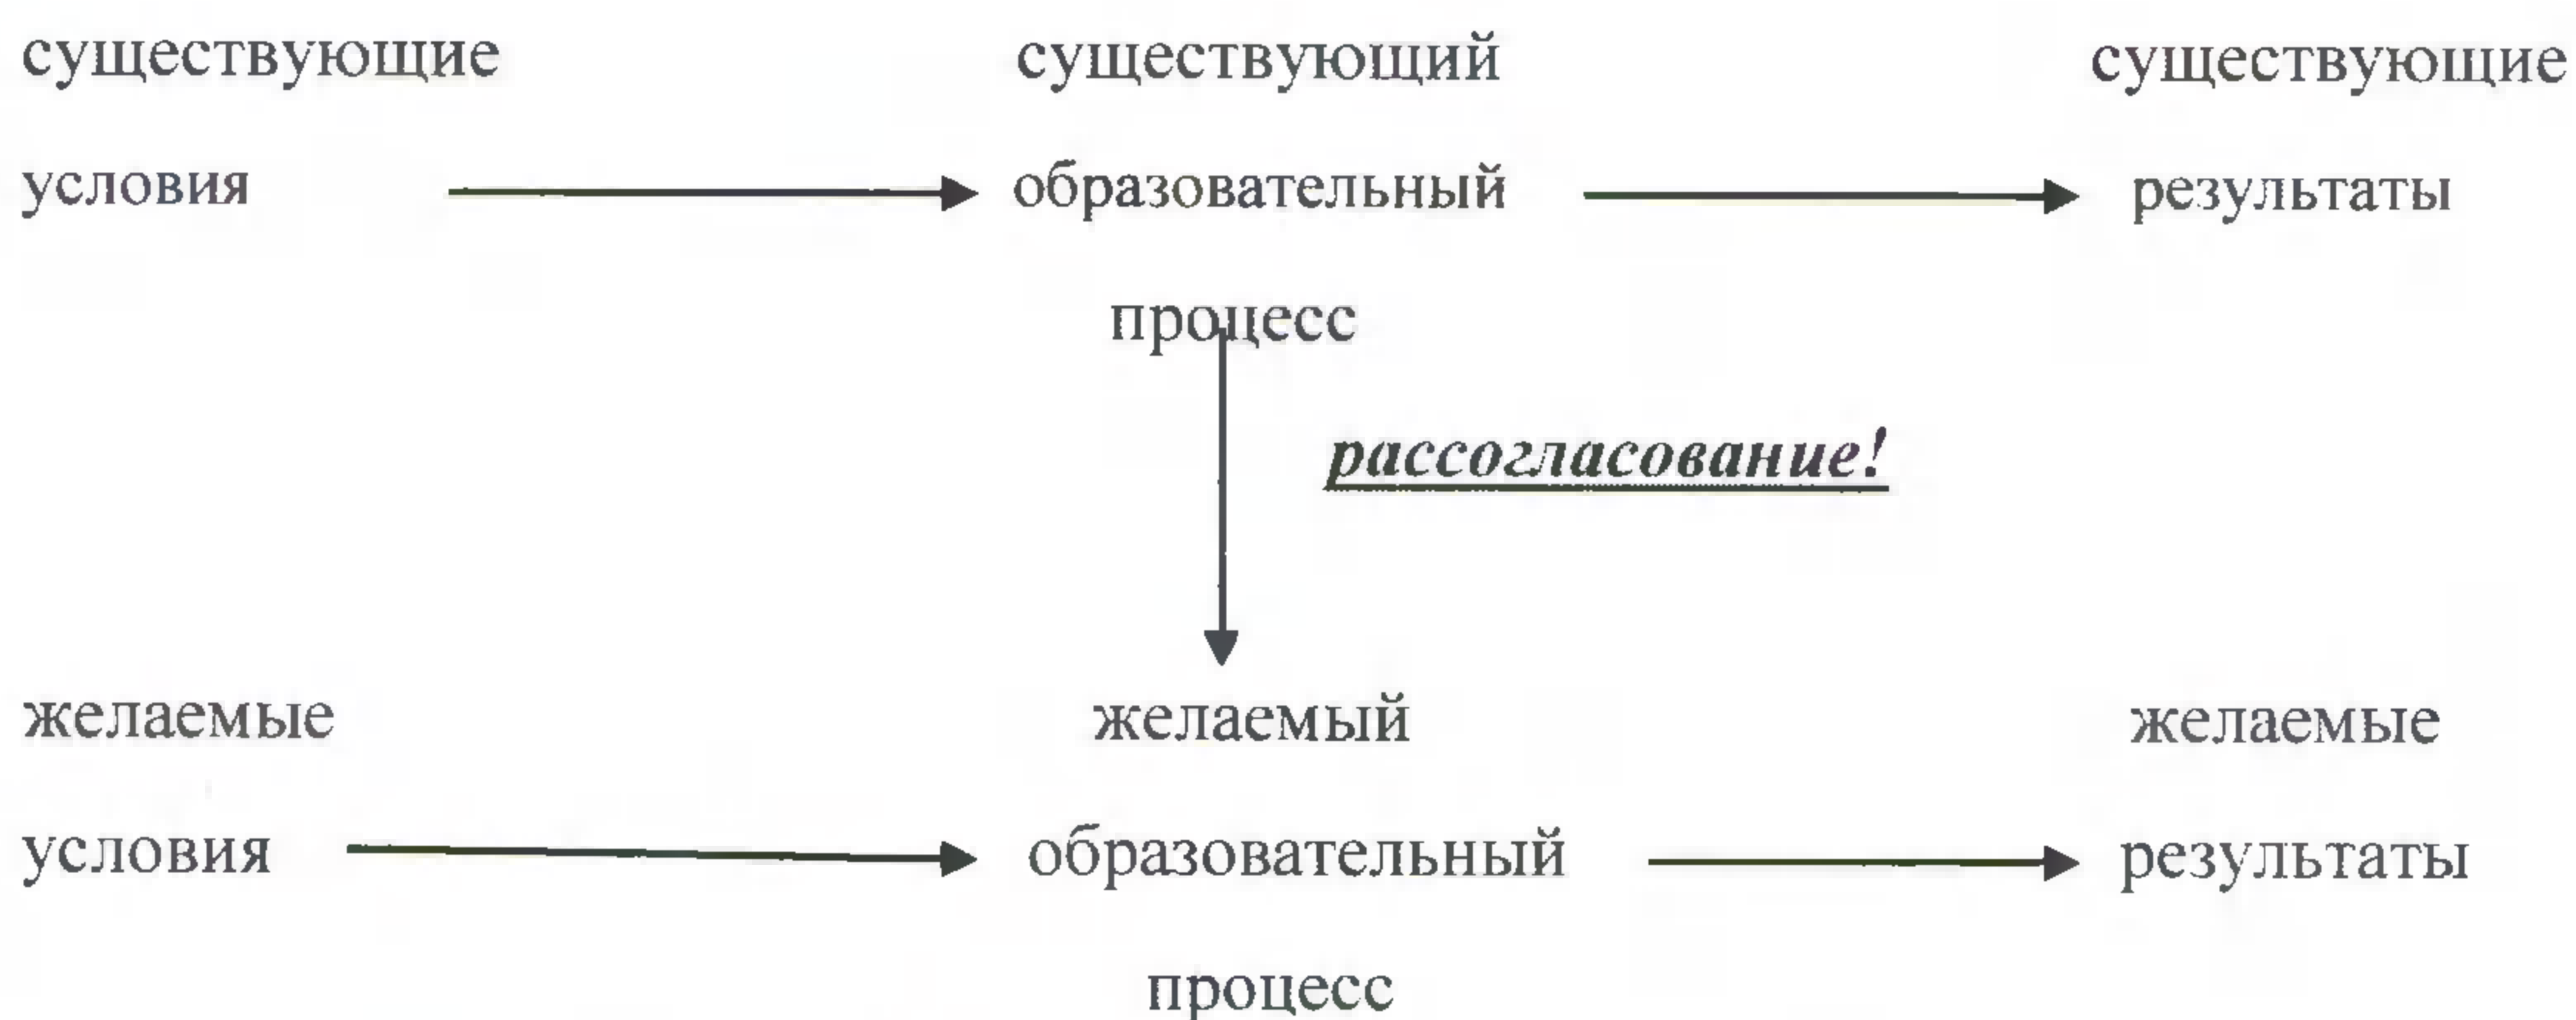 существующие существующий существующие
условия образовательный результаты
процесс
рассогласование!
желаемые желаемый желаемые
условия образовательный результаты
процесс